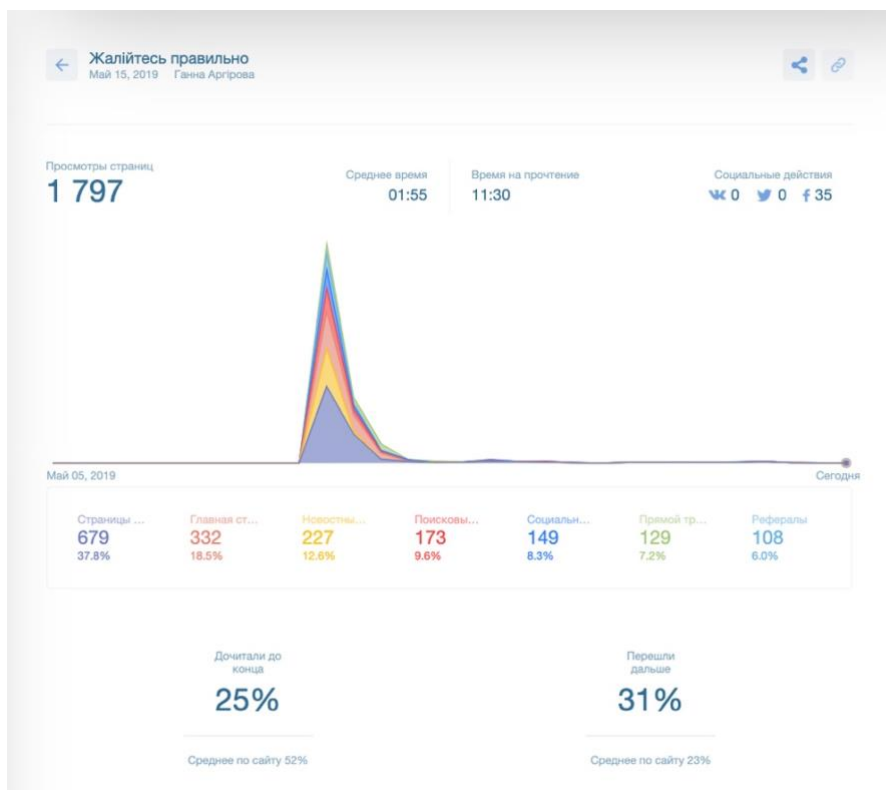 Жалійтесь правильно
Май 15, 2019 Ганна Аргірова
Просмотры страниц
1 797
Среднее время
01:55
Время на прочтение
11:30
Социальные действия
0 0 35
Май 05, 2019 Сегодня
Страницы ... Главная ст... Новостны... Поисковы... Социальн... Прямой тр... Рефералы
679 332 227 173 149 129 108
37.8% 18.5% 12.6% 9.6% 8.3% 7.2% 6.0%
Дочитали до
конца
25%
Среднее по сайту 52%
Перешли
дальше
31%
Среднее по сайту 23%